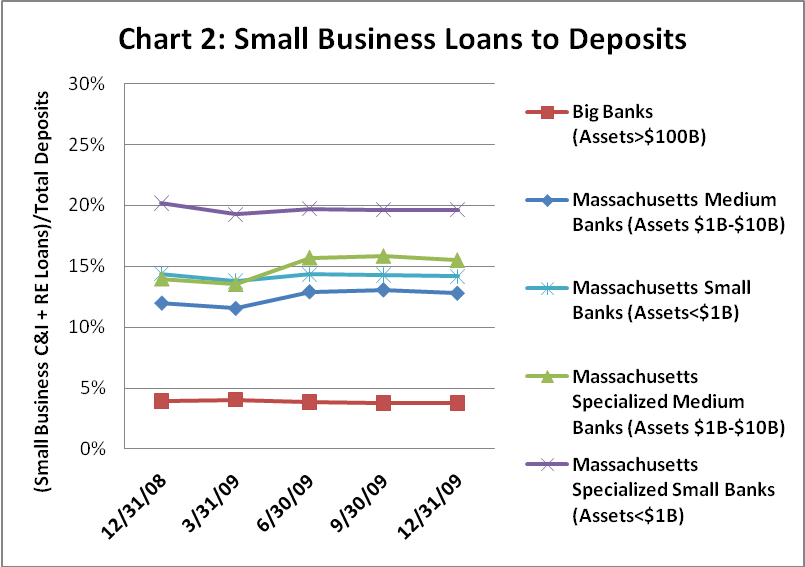 Chart 2: Small Business Loans to Deposits
(Small Business C&I + RE Loans)/Total Deposits
30%
25%
20%
15%
10%
5%
0%
12/31/08
3/31/09
6/30/09
9/30/09
12/31/09
Big Banks
(Assets>$100B)
Massachusetts Medium
Banks (Assets $1B-$10B)
Massachusetts Small
Banks (Assets<$1B)
Massachusetts
Specialized Medium
Banks (Assets $1B-$10B)
Massachusetts
Specialized Small Banks
(Assets<$1B)